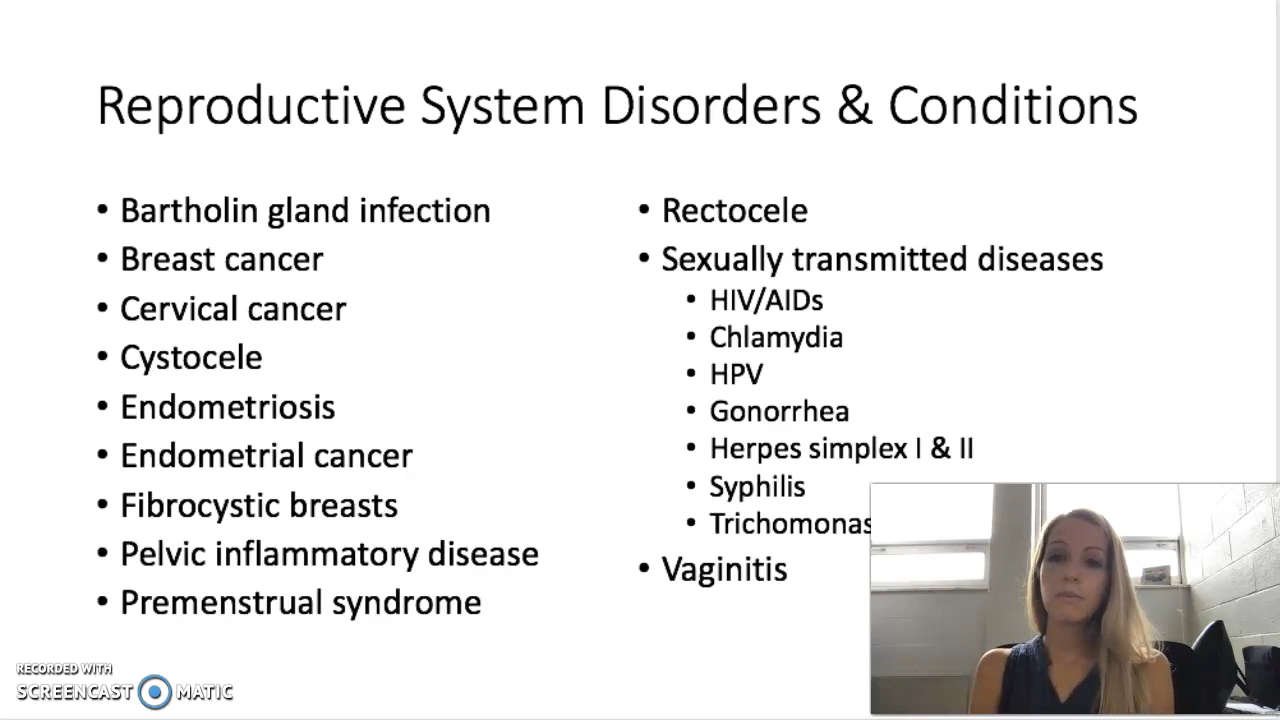 Reproductive System Disorders & Conditions
• Bartholin gland infection
• Breast cancer
• Cervical cancer
• Cystocele
• Endometriosis
• Endometrial cancer
• Fibrocystic breasts
• Pelvic inflammatory disease
• Premenstrual syndrome
• Rectocele
• Sexually transmitted diseases
• HIV/AIDs
• Chlamydia
• HPV
• Gonorrhea
• Herpes simplex I & II
• Syphilis
• Trichomonas
• Vaginitis
RECORDED WITH
SCREENCAST MATIC